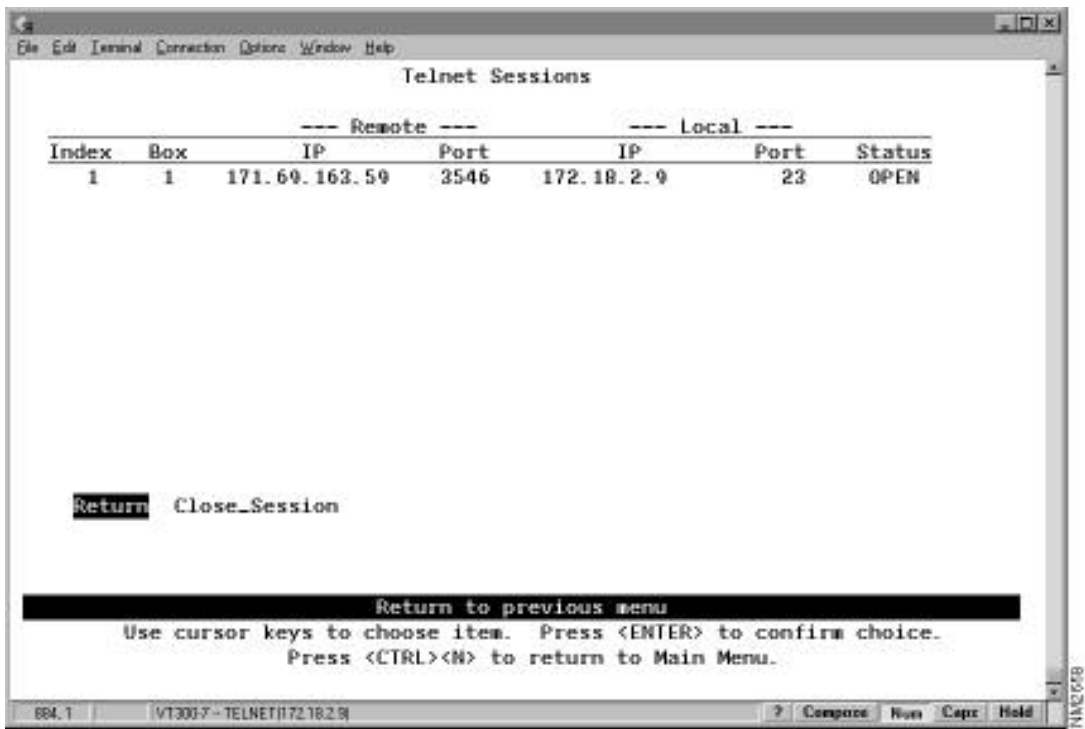 File Edit Terminal Connection Options Window Help
Telnet Sessions
--- Remote --- --- Local ---
Index Box IP Port IP Port Status
1 1 171.69.163.59 3546 172.18.2.9 23 OPEN
Return Close_Session
Return to previous menu
Use cursor keys to choose item. Press <ENTER> to confirm choice.
Press <CTRL><N> to return to Main Menu.
884, 1 VT300-7 -- TELNET(172.18.2.9) ? Compose Num Caps Hold